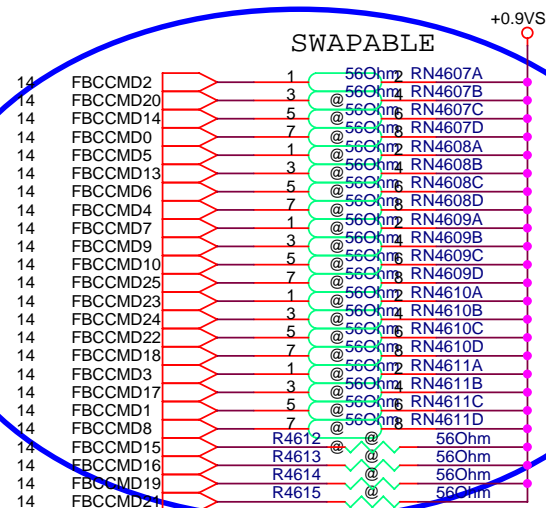 +0.9VS
SWAPABLE
14 FBCCMD2 1 56Ohm 2 RN4607A
14 FBCCMD20 3 @ 56Ohm 4 RN4607B
14 FBCCMD14 5 @ 56Ohm 6 RN4607C
14 FBCCMD0 7 @ 56Ohm 8 RN4607D
14 FBCCMD5 1 @ 56Ohm 2 RN4608A
14 FBCCMD13 3 @ 56Ohm 4 RN4608B
14 FBCCMD6 5 @ 56Ohm 6 RN4608C
14 FBCCMD4 7 @ 56Ohm 8 RN4608D
14 FBCCMD7 1 @ 56Ohm 2 RN4609A
14 FBCCMD9 3 @ 56Ohm 4 RN4609B
14 FBCCMD10 5 @ 56Ohm 6 RN4609C
14 FBCCMD25 7 @ 56Ohm 8 RN4609D
14 FBCCMD23 1 @ 56Ohm 2 RN4610A
14 FBCCMD24 3 @ 56Ohm 4 RN4610B
14 FBCCMD22 5 @ 56Ohm 6 RN4610C
14 FBCCMD18 7 @ 56Ohm 8 RN4610D
14 FBCCMD3 1 @ 56Ohm 2 RN4611A
14 FBCCMD17 3 @ 56Ohm 4 RN4611B
14 FBCCMD1 5 @ 56Ohm 6 RN4611C
14 FBCCMD8 7 @ 56Ohm 8 RN4611D
14 FBCCMD15 R4612 @ @ 56Ohm
14 FBCCMD16 R4613 @ 56Ohm
14 FBCCMD19 R4614 @ 56Ohm
14 FBCCMD21 R4615 @ 56Ohm